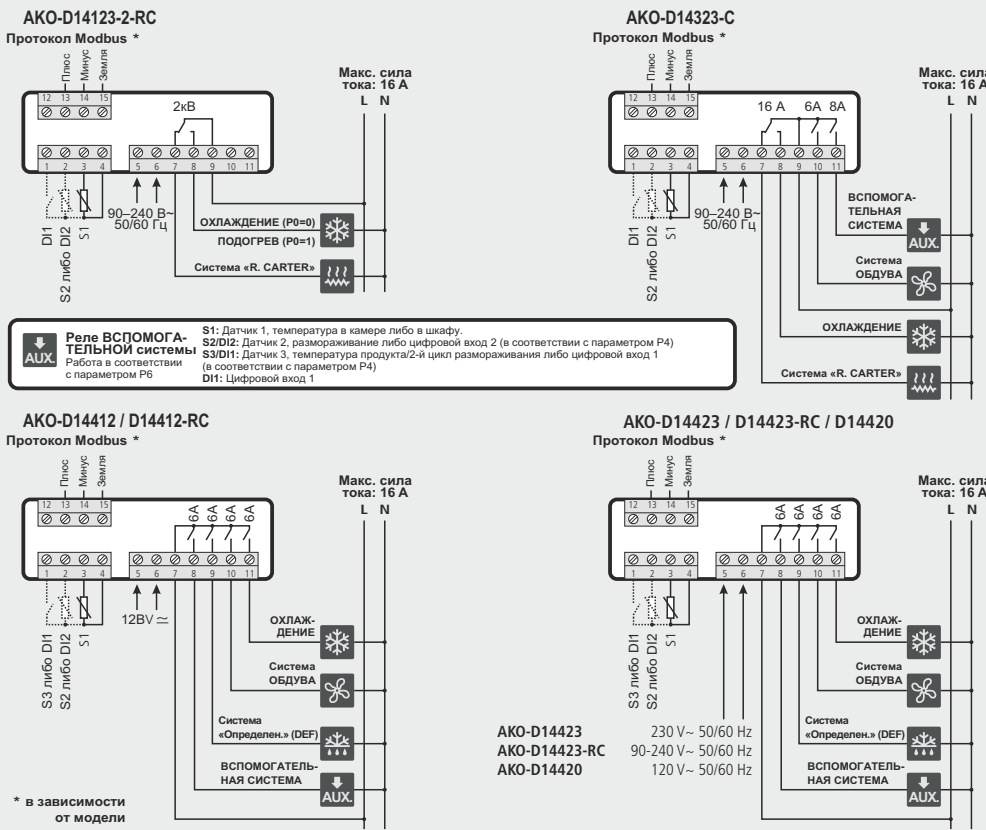 AKO-D14123-2-RC
Протокол Modbus *
Плюс
Минус
Земля
Макс. сила
тока: 16 А
L N
12 13 14 15
2кВ
1 2 3 4 5 6 7 8 9 10 11
90–240 В~
50/60 Гц
DI1
S2 либо DI2
S1
ОХЛАЖДЕНИЕ (P0=0)
ПОДОГРЕВ (P0=1)
Система «R. CARTER»
AKO-D14323-C
Протокол Modbus *
Плюс
Минус
Земля
Макс. сила
тока: 16 А
L N
12 13 14 15
16 A 6A 8A
1 2 3 4 5 6 7 8 9 10 11
90–240 В~
50/60 Гц
DI1
S2 либо DI2
S1
ВСПОМОГА-
ТЕЛЬНАЯ
СИСТЕМА
AUX.
Система
ОБДУВА
ОХЛАЖДЕНИЕ
Система «R. CARTER»
AUX.
Реле ВСПОМОГА-
ТЕЛЬНОЙ системы
Работа в соответствии
с параметром P6
S1: Датчик 1, температура в камере либо в шкафу.
S2/DI2: Датчик 2, размораживание либо цифровой вход 2 (в соответствии с параметром P4)
S3/DI1: Датчик 3, температура продукта/2-й цикл размораживания либо цифровой вход 1
(в соответствии с параметром P4)
DI1: Цифровой вход 1
AKO-D14412 / D14412-RC
Протокол Modbus *
Плюс
Минус
Земля
Макс. сила
тока: 16 А
L N
12 13 14 15
6A 6A 6A 6A
1 2 3 4 5 6 7 8 9 10 11
12ВV ≃
S3 либо DI1
S2 либо DI2
S1
ОХЛАЖ-
ДЕНИЕ
Система
ОБДУВА
Система
«Определен.» (DEF)
ВСПОМОГАТЕЛЬ-
НАЯ СИСТЕМА
AUX.
* в зависимости
от модели
AKO-D14423 / D14423-RC / D14420
Протокол Modbus *
Плюс
Минус
Земля
Макс. сила
тока: 16 А
L N
12 13 14 15
6A 6A 6A 6A
1 2 3 4 5 6 7 8 9 10 11
S3 либо DI1
S2 либо DI2
S1
ОХЛАЖ-
ДЕНИЕ
Система
ОБДУВА
Система
«Определен.» (DEF)
ВСПОМОГАТЕЛЬ-
НАЯ СИСТЕМА
AUX.
AKO-D14423 230 V~ 50/60 Hz
AKO-D14423-RC 90-240 V~ 50/60 Hz
AKO-D14420 120 V~ 50/60 Hz